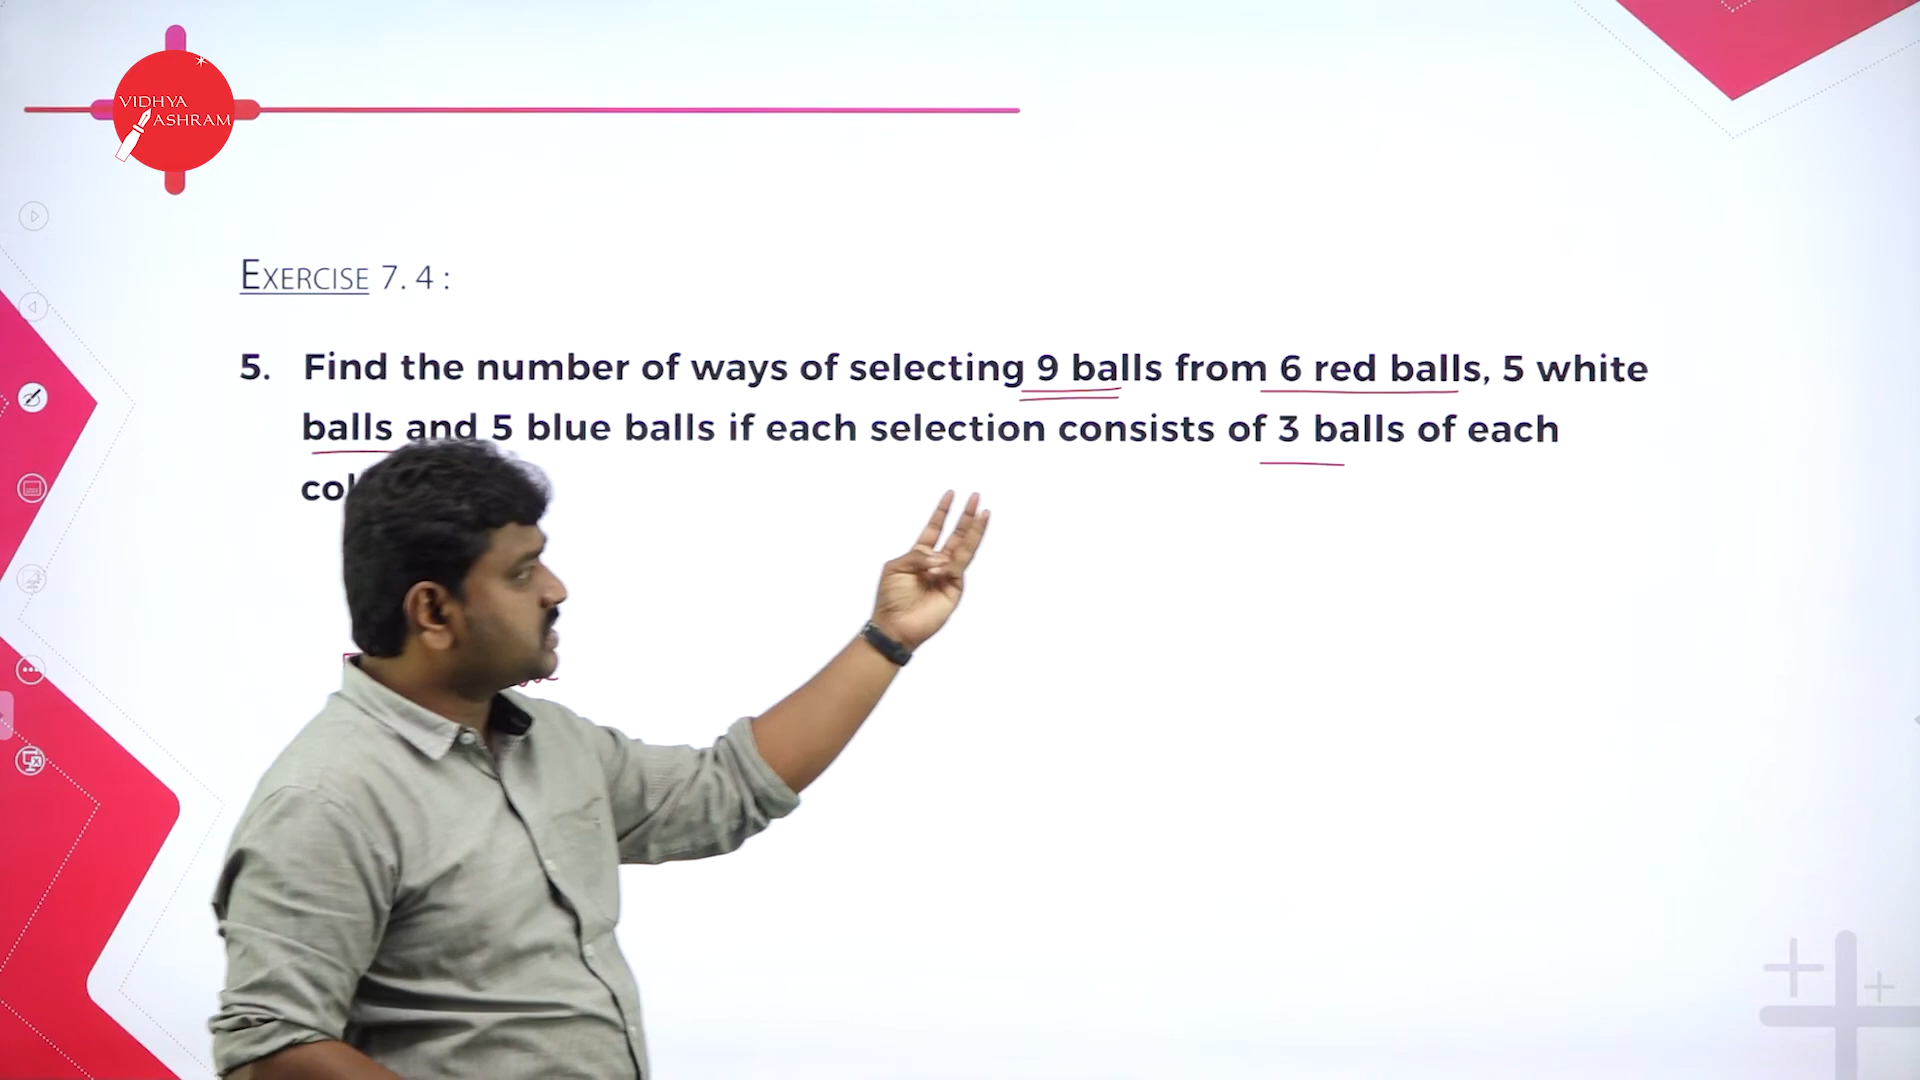 VIDHYA
ASHRAM
EXERCISE 7. 4 :
5. Find the number of ways of selecting 9 balls from 6 red balls, 5 white
balls and 5 blue balls if each selection consists of 3 balls of each